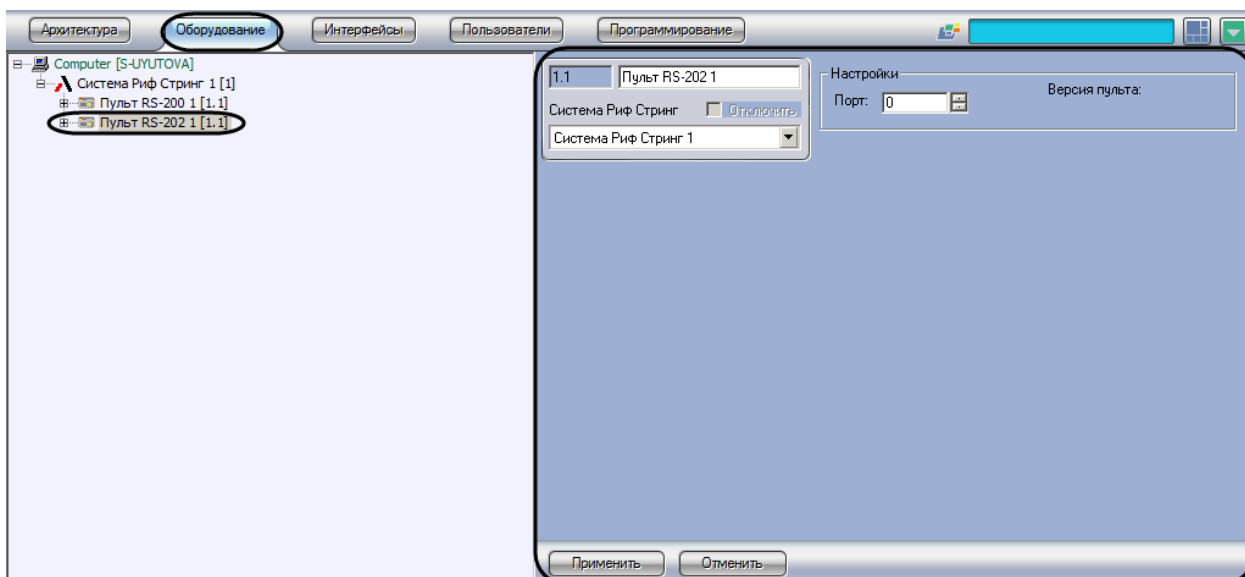 Архитектура Оборудование Интерфейсы Пользователи Программирование
Computer [S-UYUTOVA]
Система Риф Стринг 1 [1]
Пульт RS-200 1 [1.1]
Пульт RS-202 1 [1.1]
1.1 Пульт RS-202 1
Система Риф Стринг Отключить
Система Риф Стринг 1
Настройки
Порт: 0 Версия пульта:
Применить Отменить